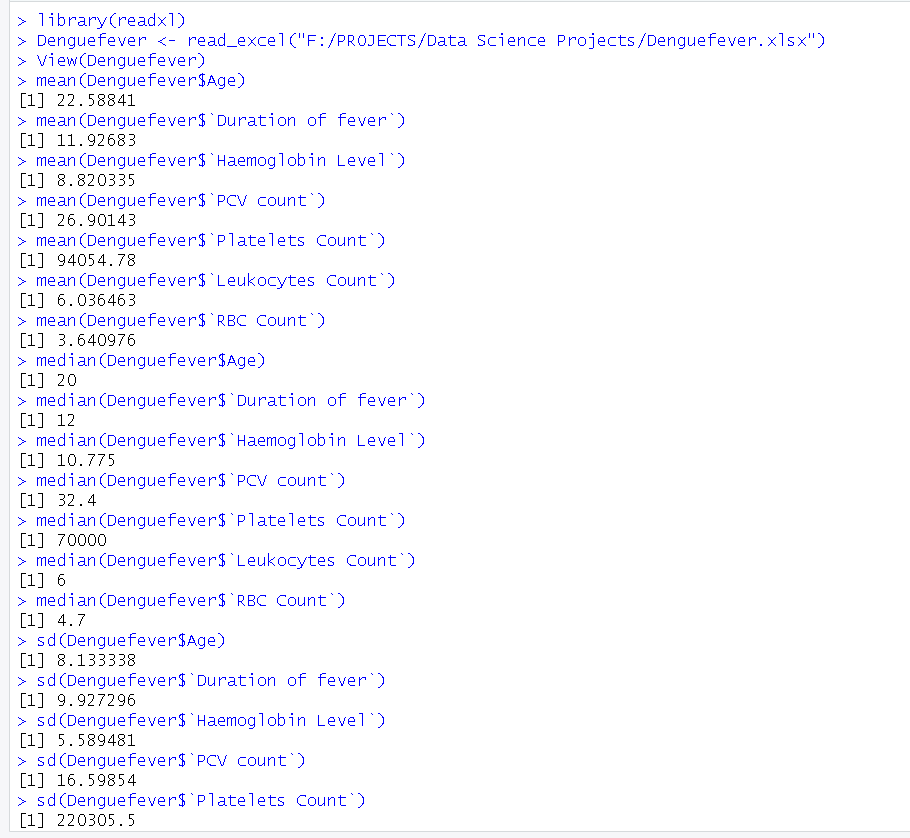 > library(readxl)
> Denguefever <- read_excel("F:/PROJECTS/Data Science Projects/Denguefever.xlsx")
> View(Denguefever)
> mean(Denguefever$Age)
[1] 22.58841
> mean(Denguefever$`Duration of fever`)
[1] 11.92683
> mean(Denguefever$`Haemoglobin Level`)
[1] 8.820335
> mean(Denguefever$`PCV count`)
[1] 26.90143
> mean(Denguefever$`Platelets Count`)
[1] 94054.78
> mean(Denguefever$`Leukocytes Count`)
[1] 6.036463
> mean(Denguefever$`RBC Count`)
[1] 3.640976
> median(Denguefever$Age)
[1] 20
> median(Denguefever$`Duration of fever`)
[1] 12
> median(Denguefever$`Haemoglobin Level`)
[1] 10.775
> median(Denguefever$`PCV count`)
[1] 32.4
> median(Denguefever$`Platelets Count`)
[1] 70000
> median(Denguefever$`Leukocytes Count`)
[1] 6
> median(Denguefever$`RBC Count`)
[1] 4.7
> sd(Denguefever$Age)
[1] 8.133338
> sd(Denguefever$`Duration of fever`)
[1] 9.927296
> sd(Denguefever$`Haemoglobin Level`)
[1] 5.589481
> sd(Denguefever$`PCV count`)
[1] 16.59854
> sd(Denguefever$`Platelets Count`)
[1] 220305.5